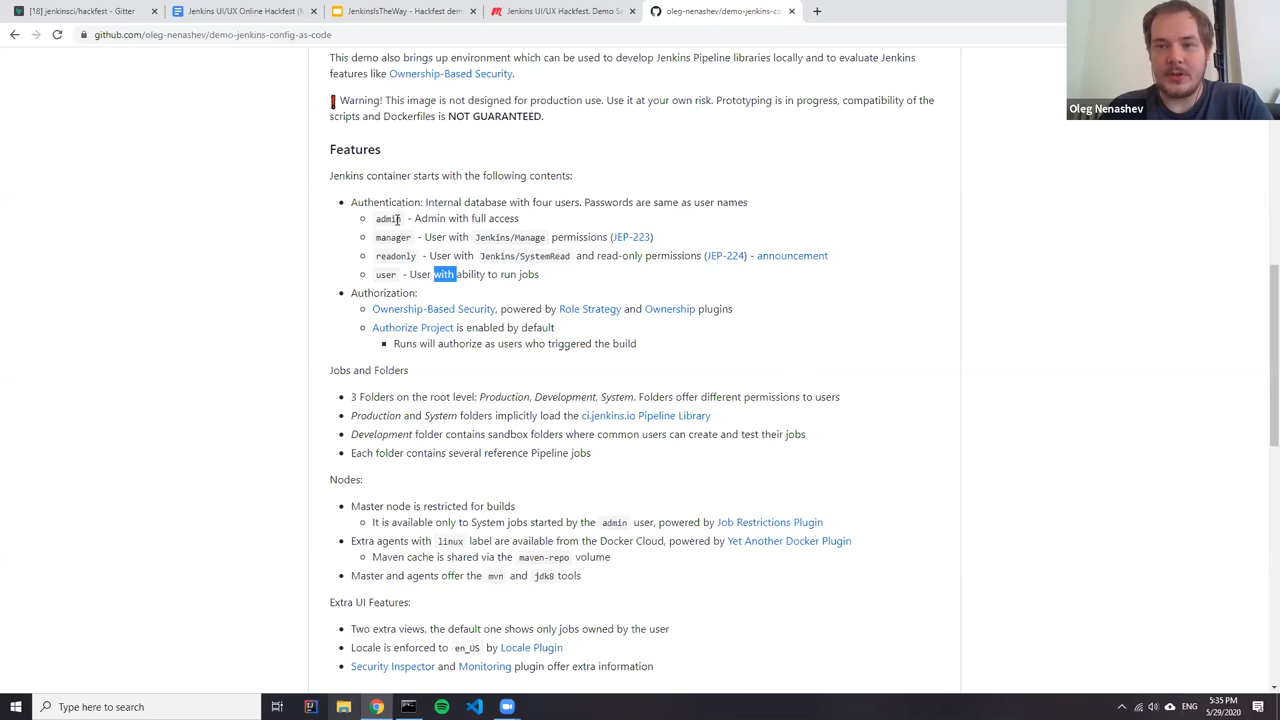 [18] jenkinsci/hackfest - Gitter
Jenkins UI/UX Online Hackfest (M
JenkinsIsTheWay - Hackfest demo
Jenkins UI/UX Hackfest. Demo Se
oleg-nenashev/demo-jenkins-co
github.com/oleg-nenashev/demo-jenkins-config-as-code
Oleg Nenashev
This demo also brings up environment which can be used to develop Jenkins Pipeline libraries locally and to evaluate Jenkins
features like Ownership-Based Security.
Warning! This image is not designed for production use. Use it at your own risk. Prototyping is in progress, compatibility of the
scripts and Dockerfiles is NOT GUARANTEED.
Features
Jenkins container starts with the following contents:
Authentication: Internal database with four users. Passwords are same as user names
admin - Admin with full access
manager - User with Jenkins/Manage permissions (JEP-223)
readonly - User with Jenkins/SystemRead and read-only permissions (JEP-224) - announcement
user - User with ability to run jobs
Authorization:
Ownership-Based Security, powered by Role Strategy and Ownership plugins
Authorize Project is enabled by default
Runs will authorize as users who triggered the build
Jobs and Folders
3 Folders on the root level: Production, Development, System. Folders offer different permissions to users
Production and System folders implicitly load the ci.jenkins.io Pipeline Library
Development folder contains sandbox folders where common users can create and test their jobs
Each folder contains several reference Pipeline jobs
Nodes:
Master node is restricted for builds
It is available only to System jobs started by the admin user, powered by Job Restrictions Plugin
Extra agents with linux label are available from the Docker Cloud, powered by Yet Another Docker Plugin
Maven cache is shared via the maven-repo volume
Master and agents offer the mvn and jdk8 tools
Extra UI Features:
Two extra views, the default one shows only jobs owned by the user
Locale is enforced to en_US by Locale Plugin
Security Inspector and Monitoring plugin offer extra information
Type here to search
ENG
5:35 PM
5/29/2020